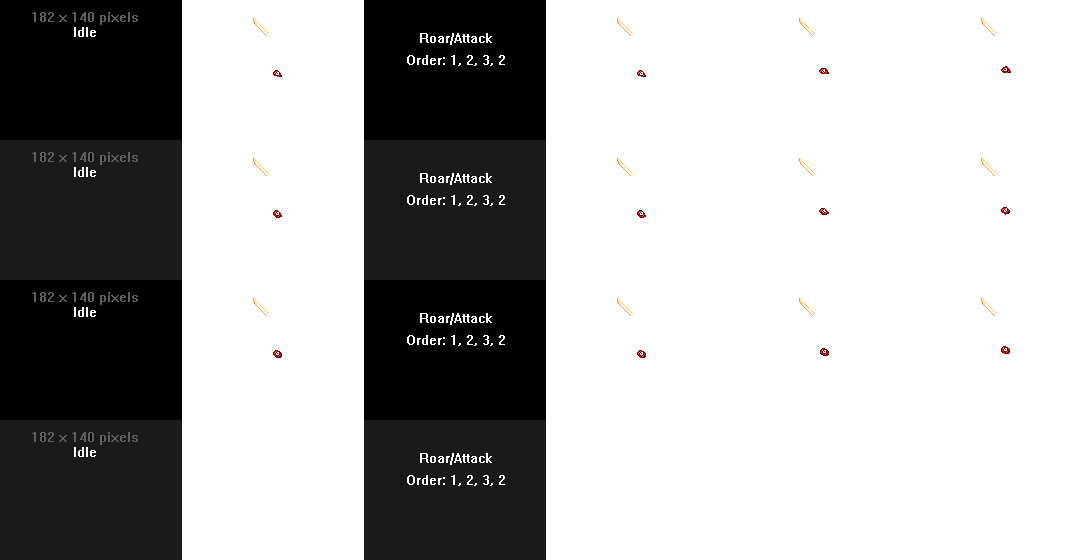 182 × 140 pixels
Idle
Roar/Attack
Order: 1, 2, 3, 2
182 × 140 pixels
Idle
Roar/Attack
Order: 1, 2, 3, 2
182 × 140 pixels
Idle
Roar/Attack
Order: 1, 2, 3, 2
182 × 140 pixels
Idle
Roar/Attack
Order: 1, 2, 3, 2